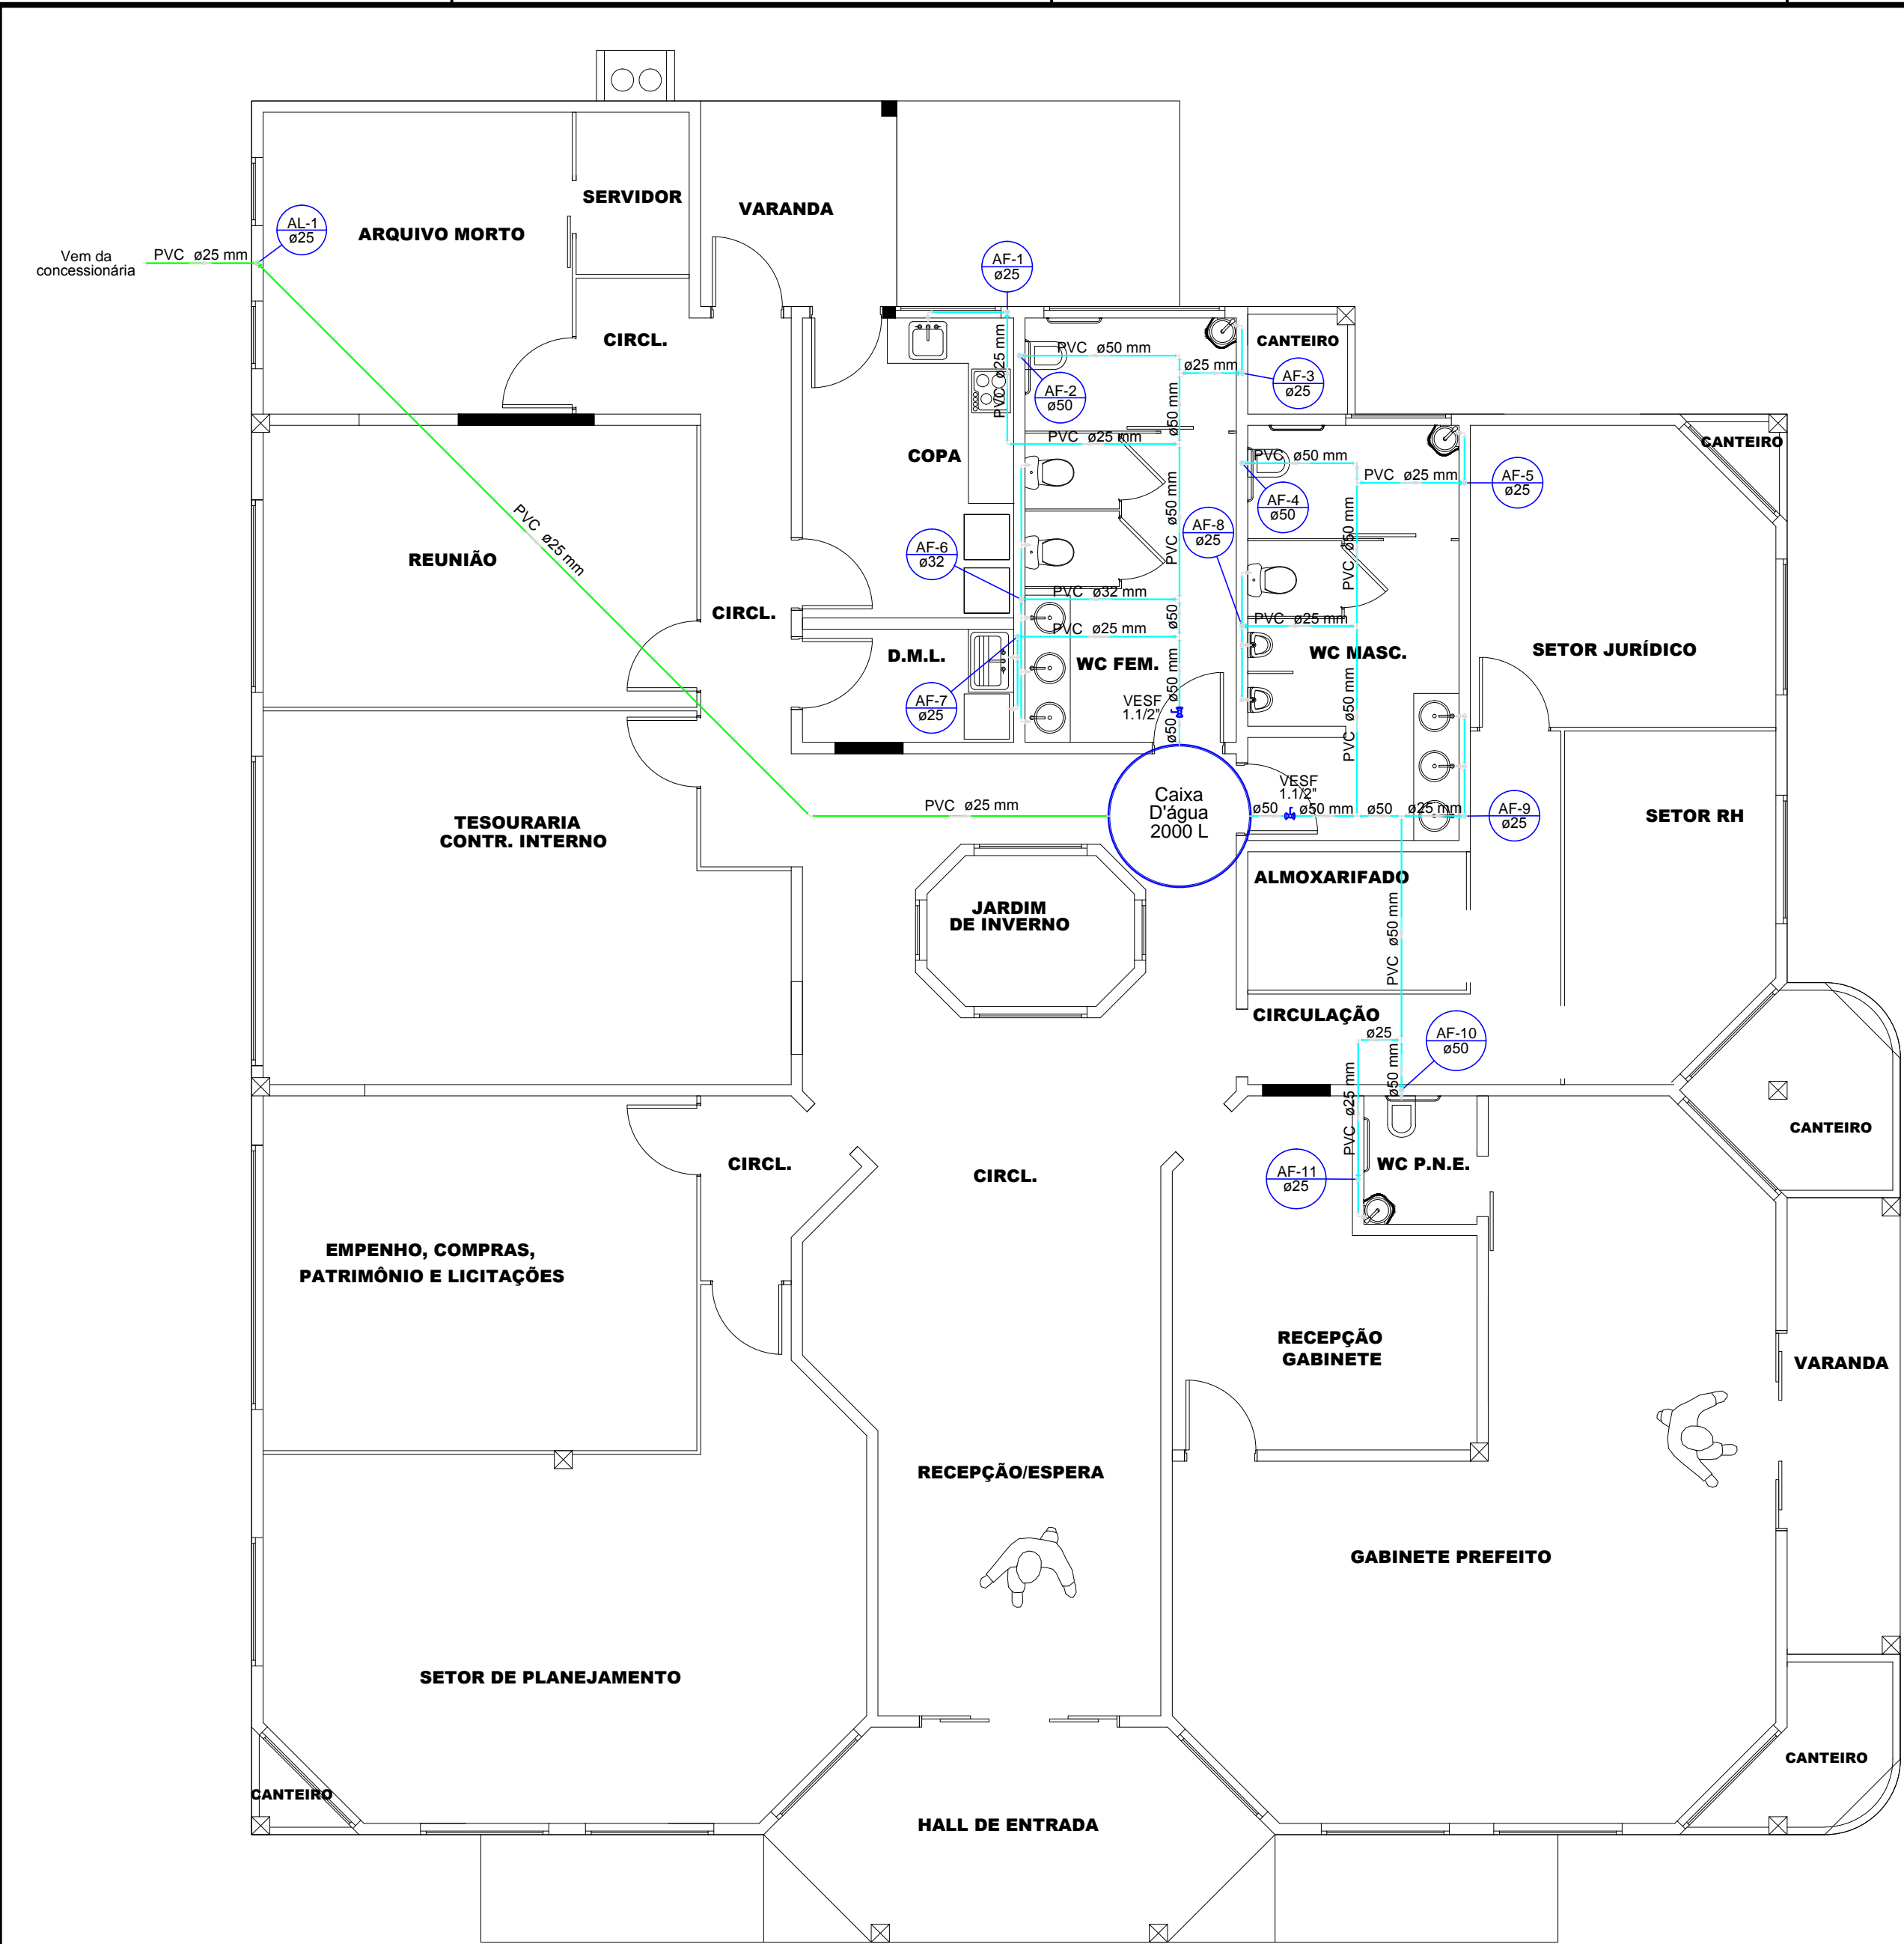 SERVIDOR
VARANDA
ARQUIVO MORTO
AL-1
ø25
Vem da
concessionária
PVC ø25 mm
AF-1
ø25
CIRCL.
CANTEIRO
PVC ø50 mm
ø25 mm
PVC ø25 mm
AF-2
ø50
AF-3
ø25
ø50 mm
PVC ø25 mm
COPA
CANTEIRO
PVC ø50 mm
PVC ø25 mm
AF-4
ø50
AF-5
ø25
PVC ø50 mm
AF-8
ø25
PVC ø50 mm
PVC ø25 mm
REUNIÃO
AF-6
ø32
PVC ø32 mm
CIRCL.
ø50
PVC ø25 mm
PVC ø25 mm
D.M.L.
WC FEM.
WC MASC.
SETOR JURÍDICO
AF-7
ø25
ø50 mm
VESF
1.1/2"
ø50
PVC ø50 mm
VESF
1.1/2"
Caixa
D'água
2000 L
PVC ø25 mm
ø50
ø50 mm
ø50
ø25 mm
AF-9
ø25
SETOR RH
TESOURARIA
CONTR. INTERNO
ALMOXARIFADO
JARDIM
DE INVERNO
PVC ø50 mm
CIRCULAÇÃO
ø25
AF-10
ø50
ø50 mm
PVC ø25 mm
CANTEIRO
CIRCL.
CIRCL.
WC P.N.E.
AF-11
ø25
EMPENHO, COMPRAS,
PATRIMÔNIO E LICITAÇÕES
RECEPÇÃO
GABINETE
VARANDA
RECEPÇÃO/ESPERA
GABINETE PREFEITO
SETOR DE PLANEJAMENTO
CANTEIRO
CANTEIRO
HALL DE ENTRADA